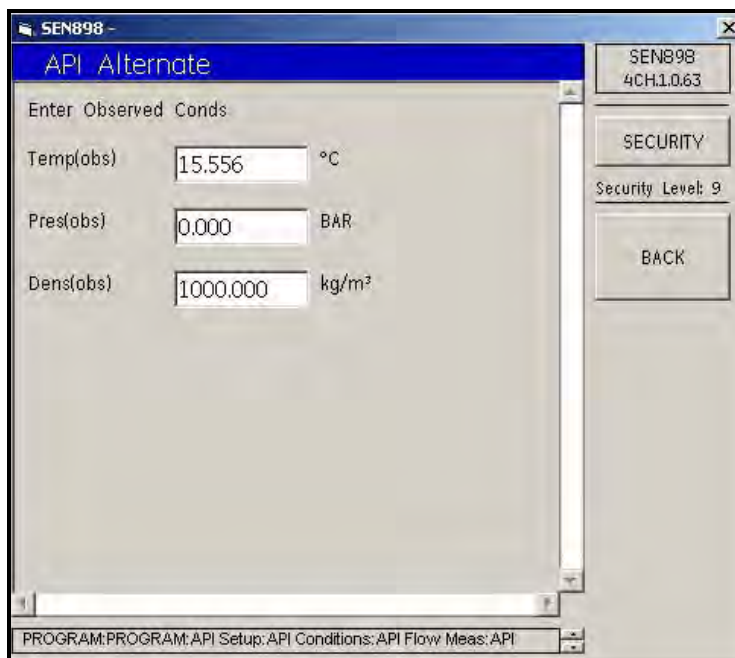 SEN898 -
API Alternate
Enter Observed Conds
Temp(obs) 15.556 °C
Pres(obs) 0.000 BAR
Dens(obs) 1000.000 kg/m³
SEN898
4CH.1.0.63
SECURITY
Security Level: 9
BACK
PROGRAM:PROGRAM:API Setup:API Conditions:API Flow Meas:API